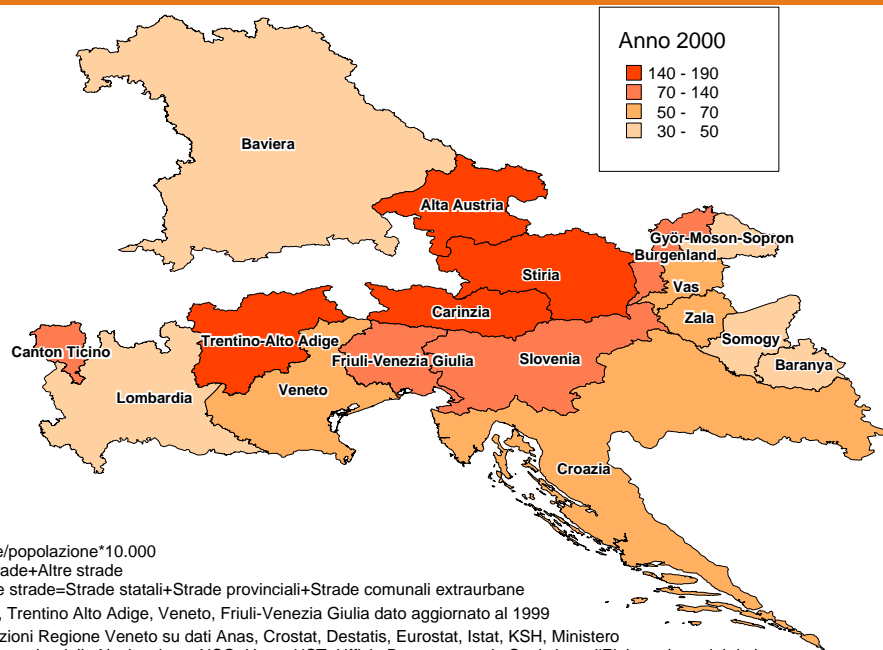 Anno 2000
140 - 190
70 - 140
50 - 70
30 - 50
Baviera
Alta Austria
Györ-Moson-Sopron
Burgenland
Stiria
Vas
Carinzia
Zala
Trentino-Alto Adige
Somogy
Canton Ticino
Friuli-Venezia Giulia
Slovenia
Baranya
Veneto
Lombardia
Croazia
/popolazione*10.000
+Altre strade
strade=Strade statali+Strade provinciali+Strade comunali extraurbane
, Trentino Alto Adige, Veneto, Friuli-Venezia Giulia dato aggiornato al 1999
Regione Veneto su dati Anas, Crostat, Destatis, Eurostat, Istat, KSH, Ministero